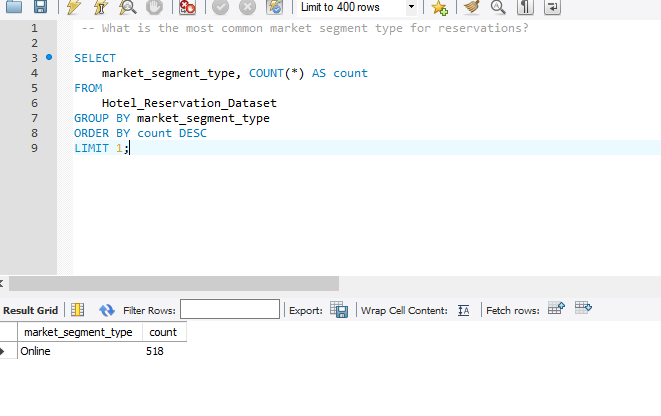 Limit to 400 rows
1 -- What is the most common market segment type for reservations?
2
3 SELECT
4 market_segment_type, COUNT(*) AS count
5 FROM
6 Hotel_Reservation_Dataset
7 GROUP BY market_segment_type
8 ORDER BY count DESC
9 LIMIT 1;
Result Grid Filter Rows: Export: Wrap Cell Content: Fetch rows:
market_segment_type count
Online 518